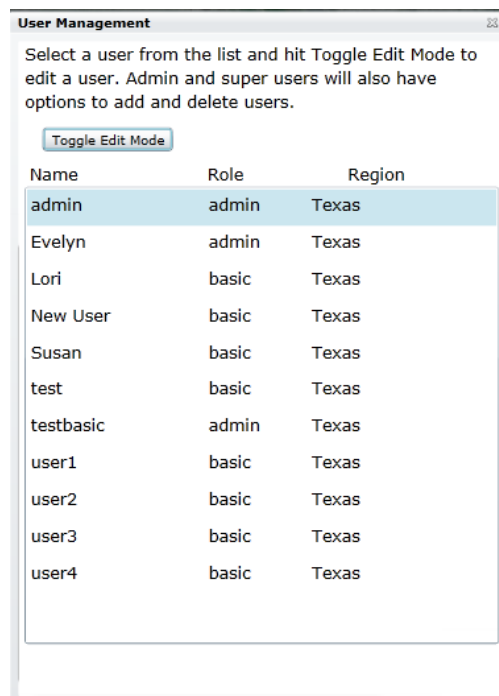 User Management
Select a user from the list and hit Toggle Edit Mode to
edit a user. Admin and super users will also have
options to add and delete users.
Toggle Edit Mode
Name Role Region
admin admin Texas
Evelyn admin Texas
Lori basic Texas
New User basic Texas
Susan basic Texas
test basic Texas
testbasic admin Texas
user1 basic Texas
user2 basic Texas
user3 basic Texas
user4 basic Texas